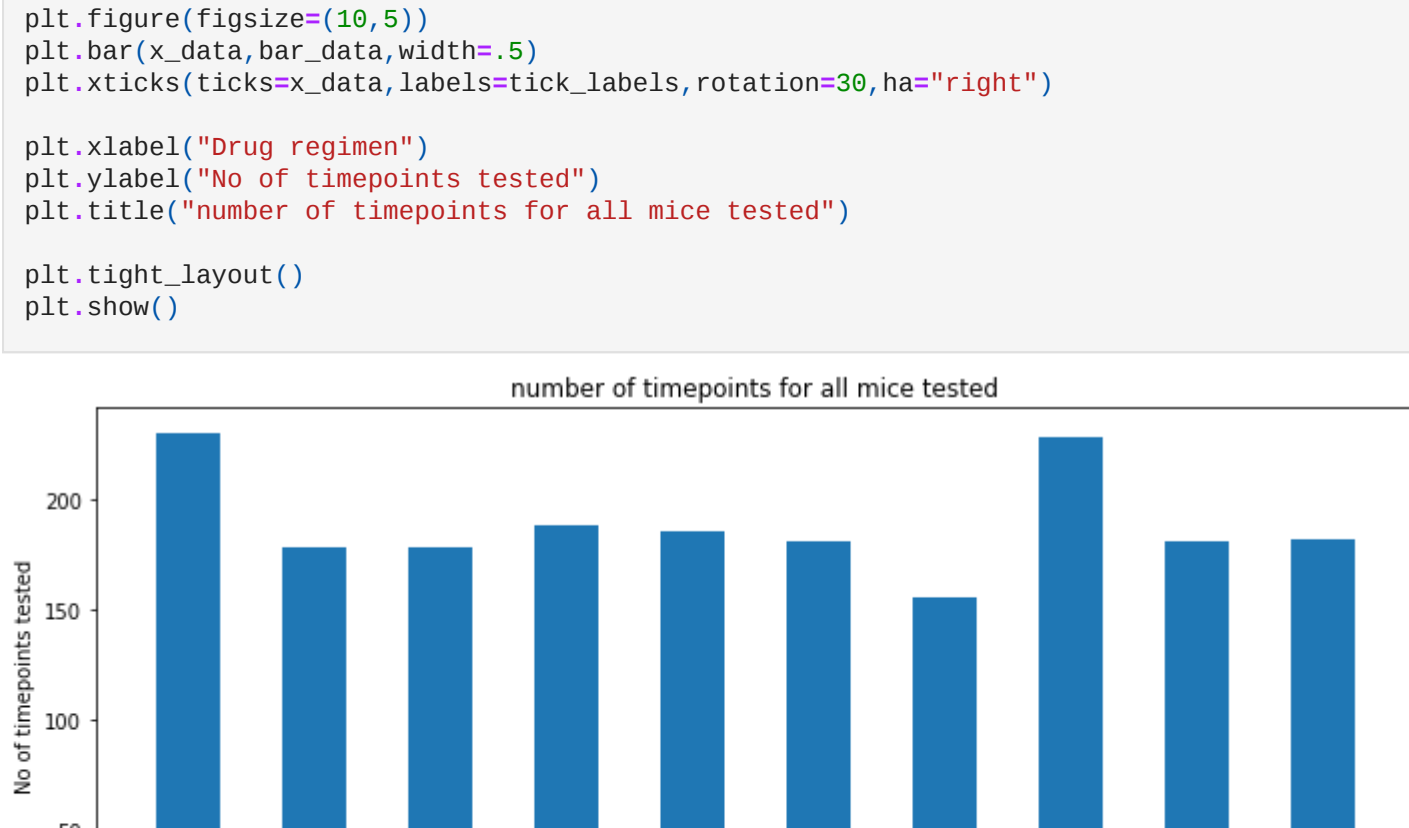 plt.figure(figsize=(10,5))
plt.bar(x_data,bar_data,width=.5)
plt.xticks(ticks=x_data,labels=tick_labels,rotation=30,ha="right")
plt.xlabel("Drug regimen")
plt.ylabel("No of timepoints tested")
plt.title("number of timepoints for all mice tested")
plt.tight_layout()
plt.show()
number of timepoints for all mice tested
No of timepoints tested
200
150
100